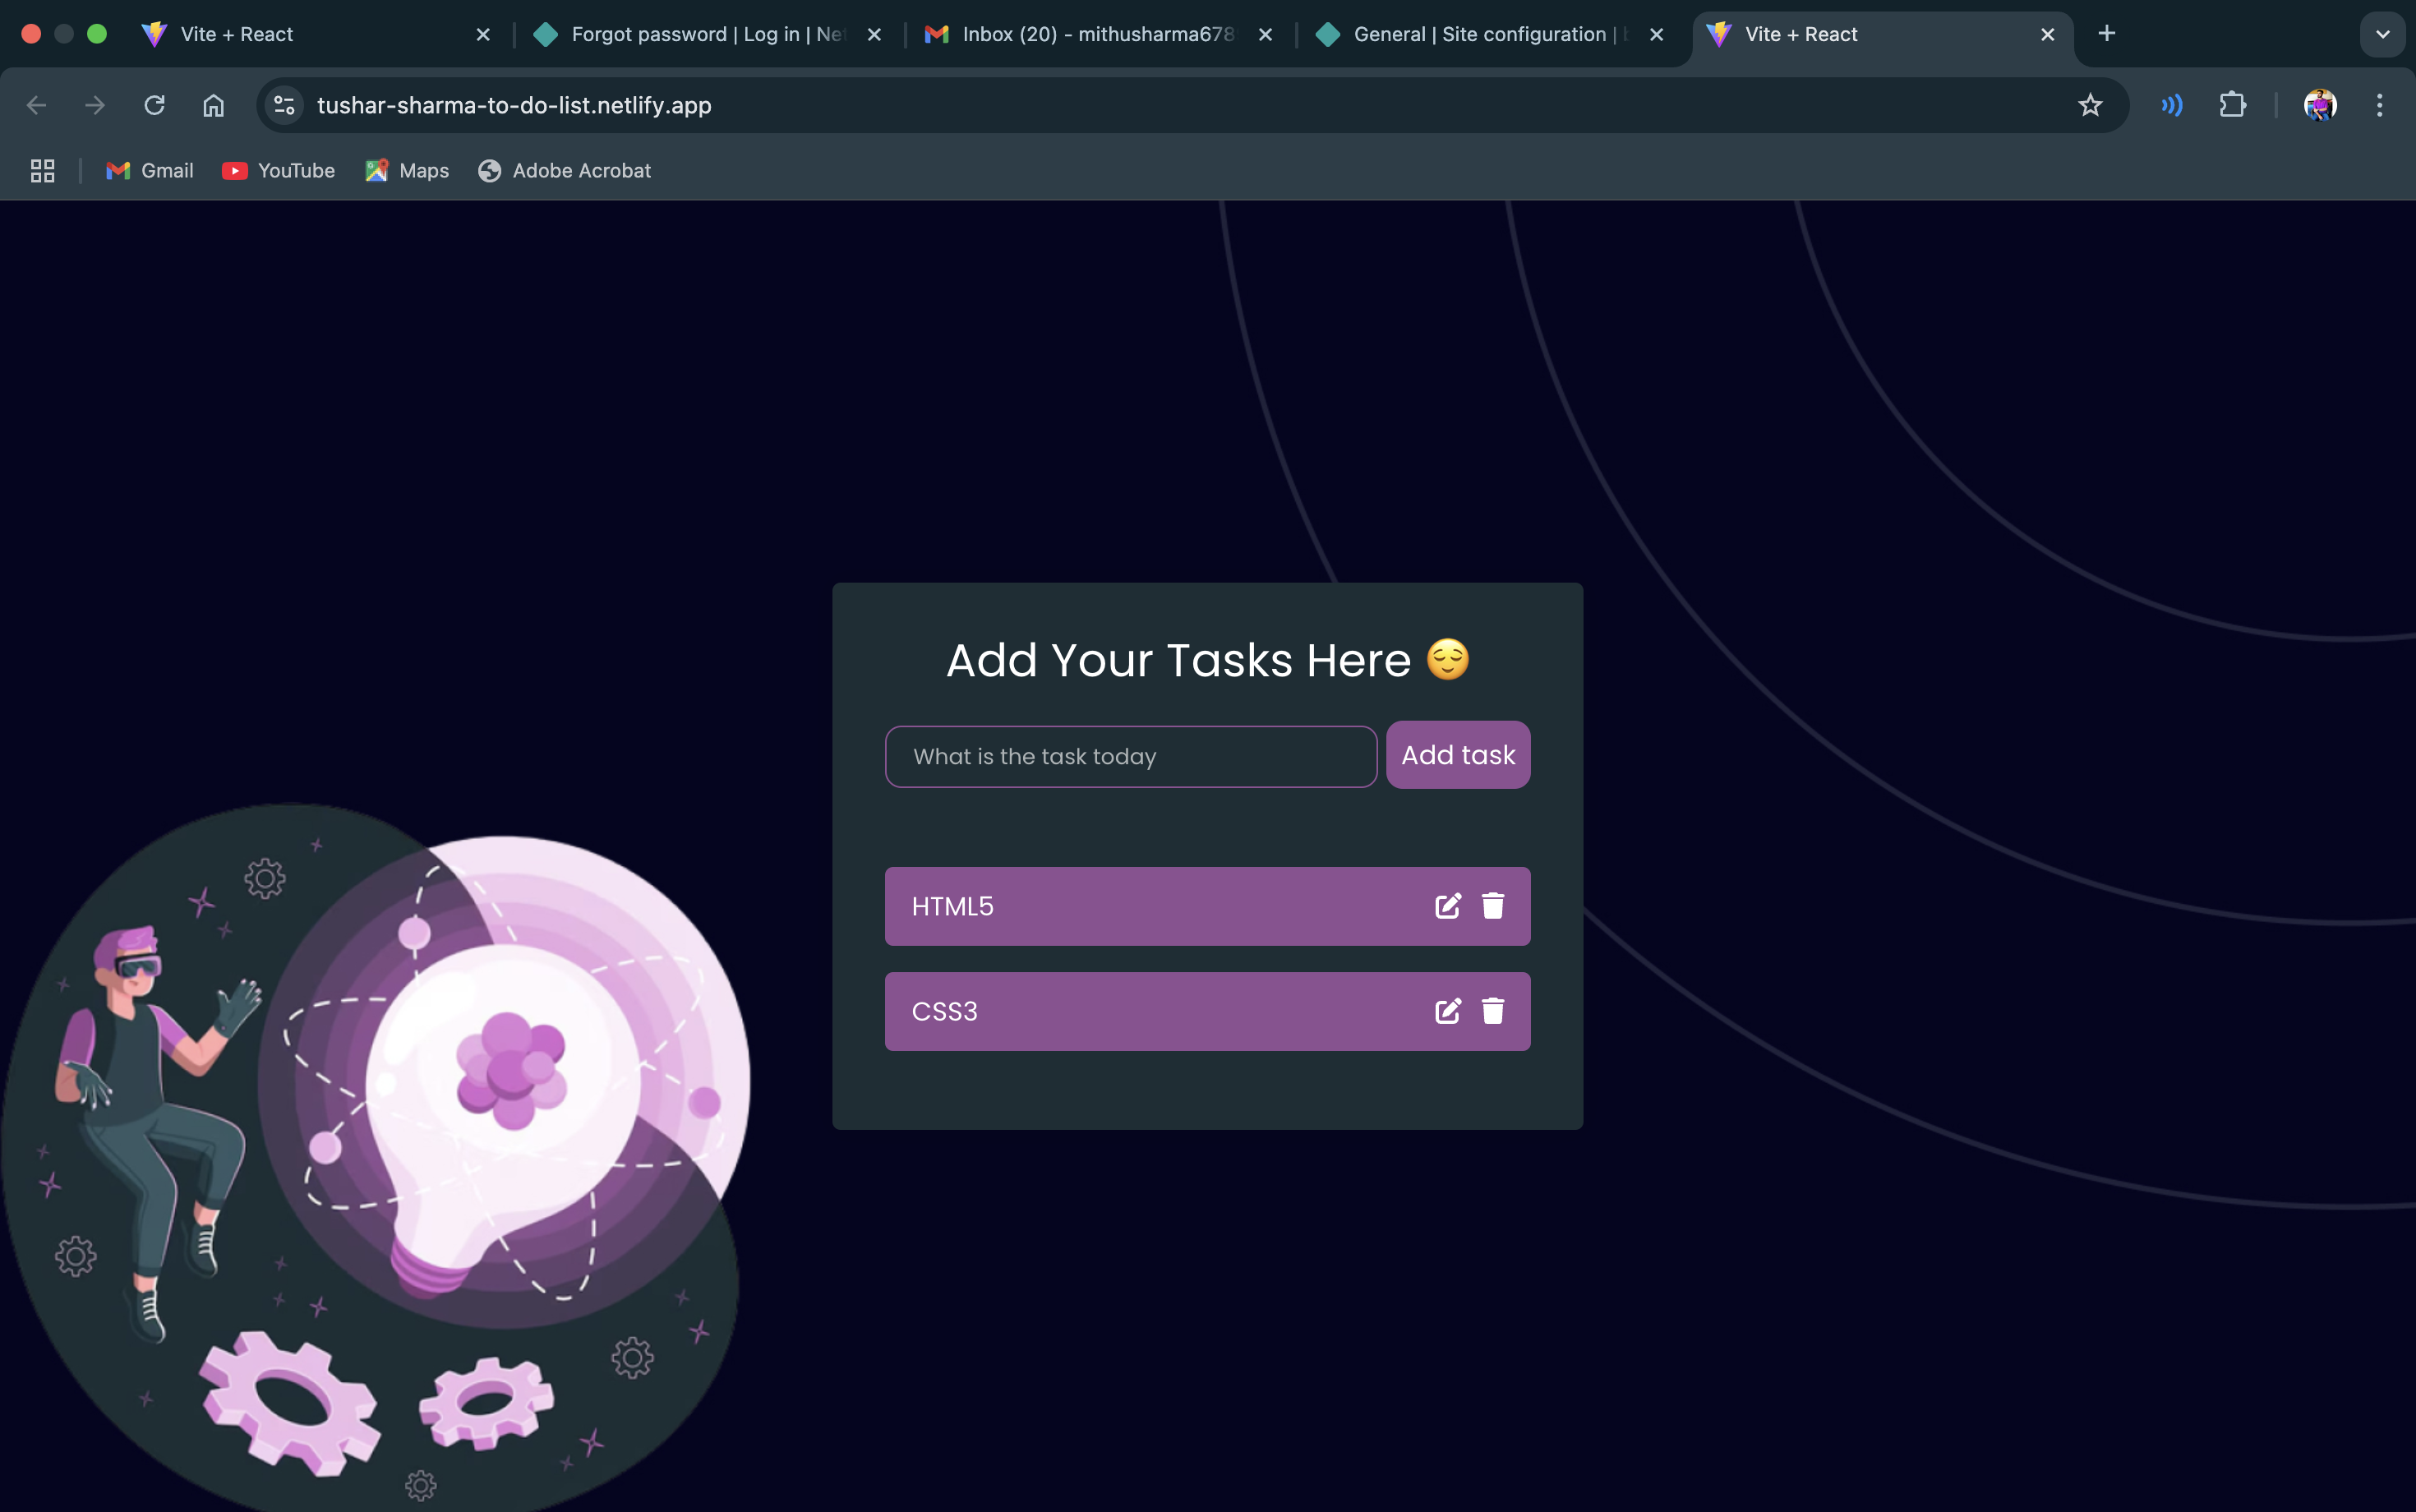 Vite + React
Forgot password | Log in | Net
Inbox (20) - mithusharma678
General | Site configuration |
Vite + React
tushar-sharma-to-do-list.netlify.app
Gmail
YouTube
Maps
Adobe Acrobat
Add Your Tasks Here 😌
What is the task today
Add task
HTML5
CSS3